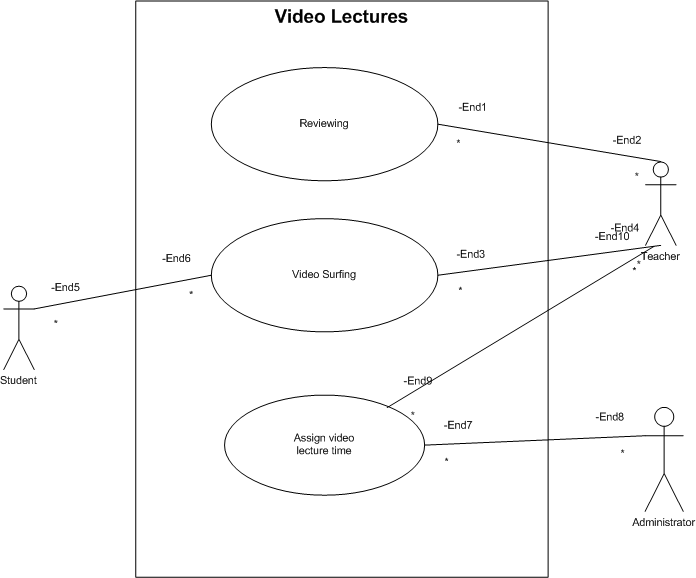 Video Lectures
-End1
Reviewing
-End2
*
*
-End4
-End10
-End3
Teacher
-End6
Video Surfing
*
*
-End5
*
*
*
Student
-End9
*
-End7
-End8
Assign video
lecture time
*
*
Administrator